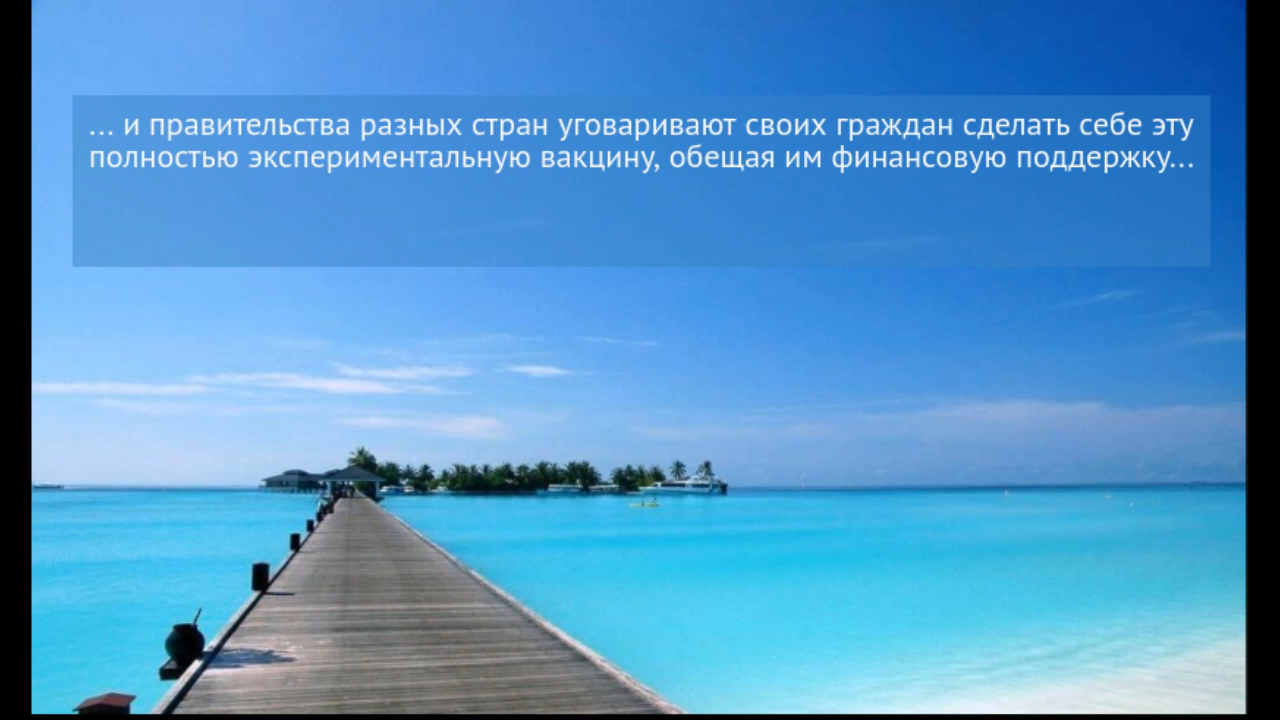 ... и правительства разных стран уговаривают своих граждан сделать себе эту
полностью экспериментальную вакцину, обещая им финансовую поддержку...